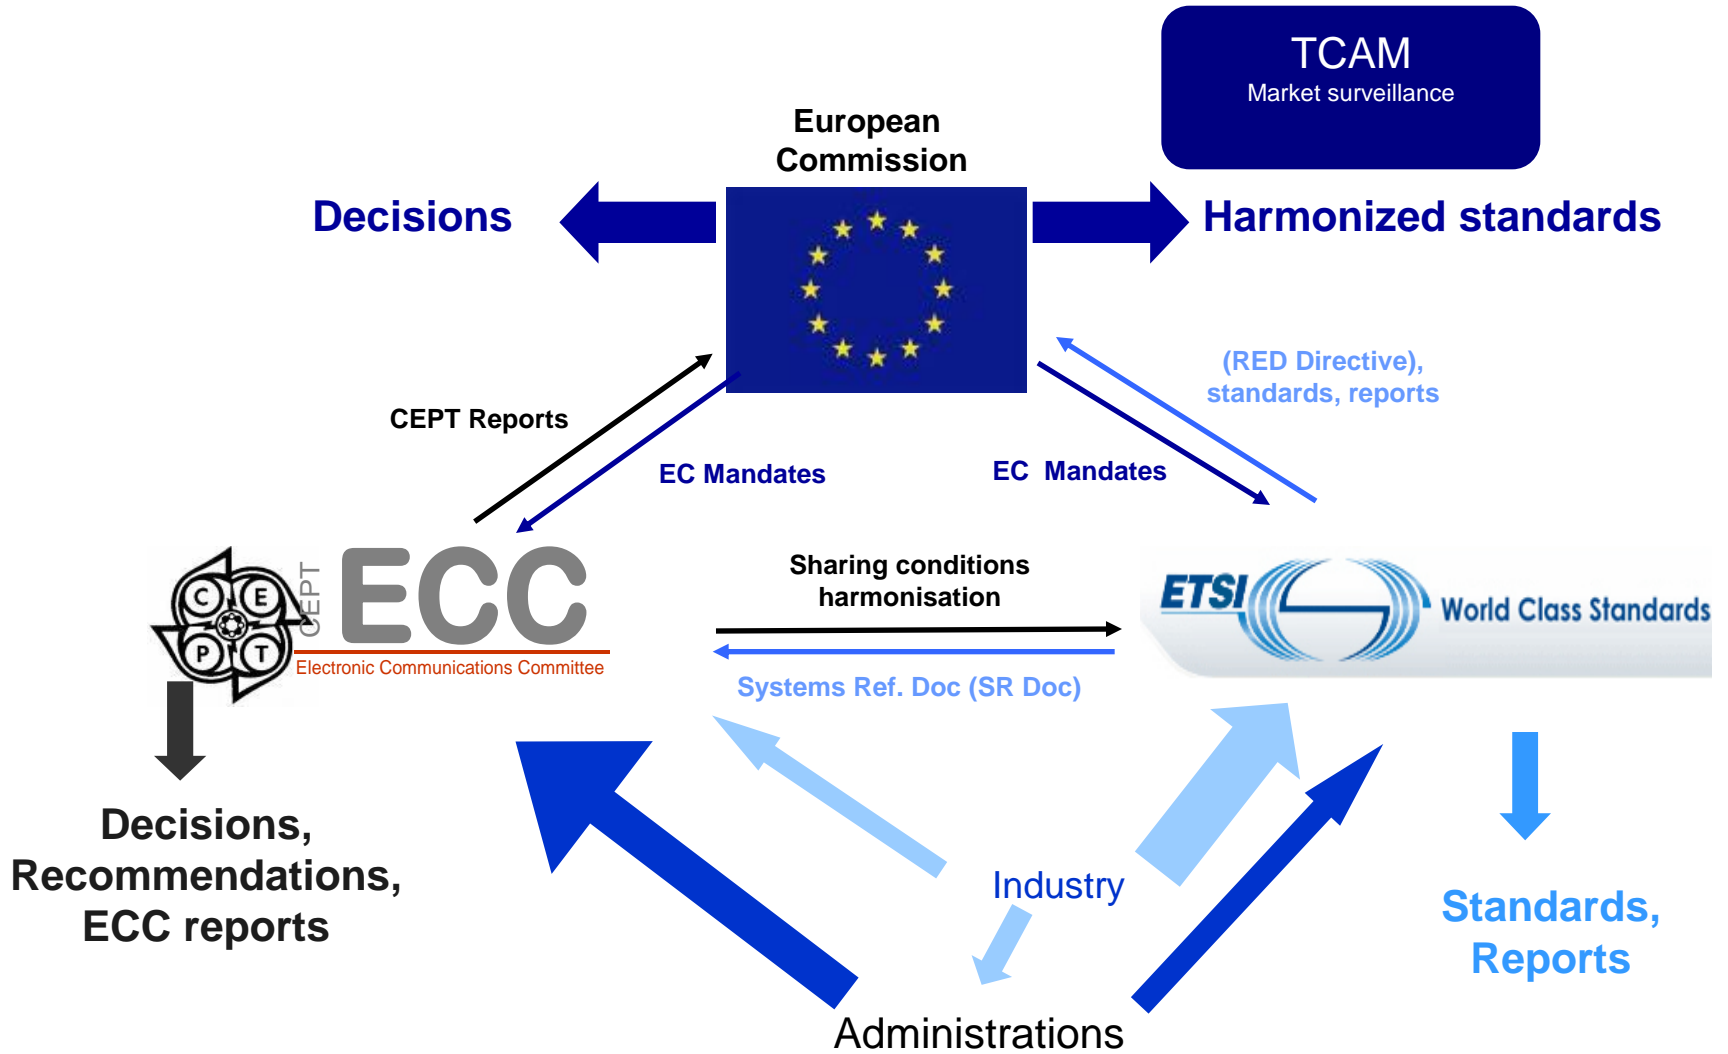 TCAM
Market surveillance
European
Commission
Decisions
Harmonized standards
(RED Directive),
standards, reports
CEPT Reports
EC Mandates
EC  Mandates
C E
P T
CEPT
ECC
Electronic Communications Committee
Sharing conditions
harmonisation
ETSI
World Class Standards
Systems Ref. Doc (SR Doc)
Decisions,
Recommendations,
ECC reports
Industry
Standards,
Reports
Administrations